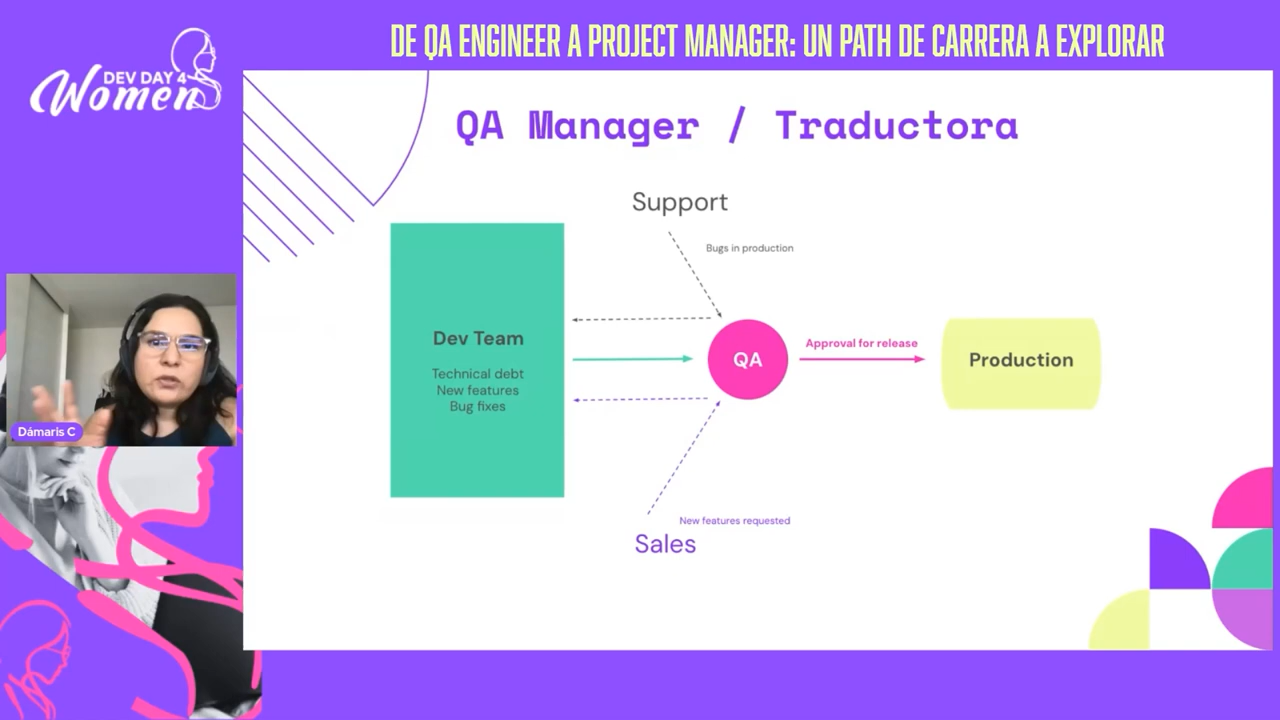 DE QA ENGINEER A PROJECT MANAGER: UN PATH DE CARRERA A EXPLORAR
DEV DAY 4
Women
QA Manager / Traductora
Support
Bugs in production
Dev Team
Technical debt
New features
Bug fixes
QA
Approval for release
Production
New features requested
Sales
Dámaris C